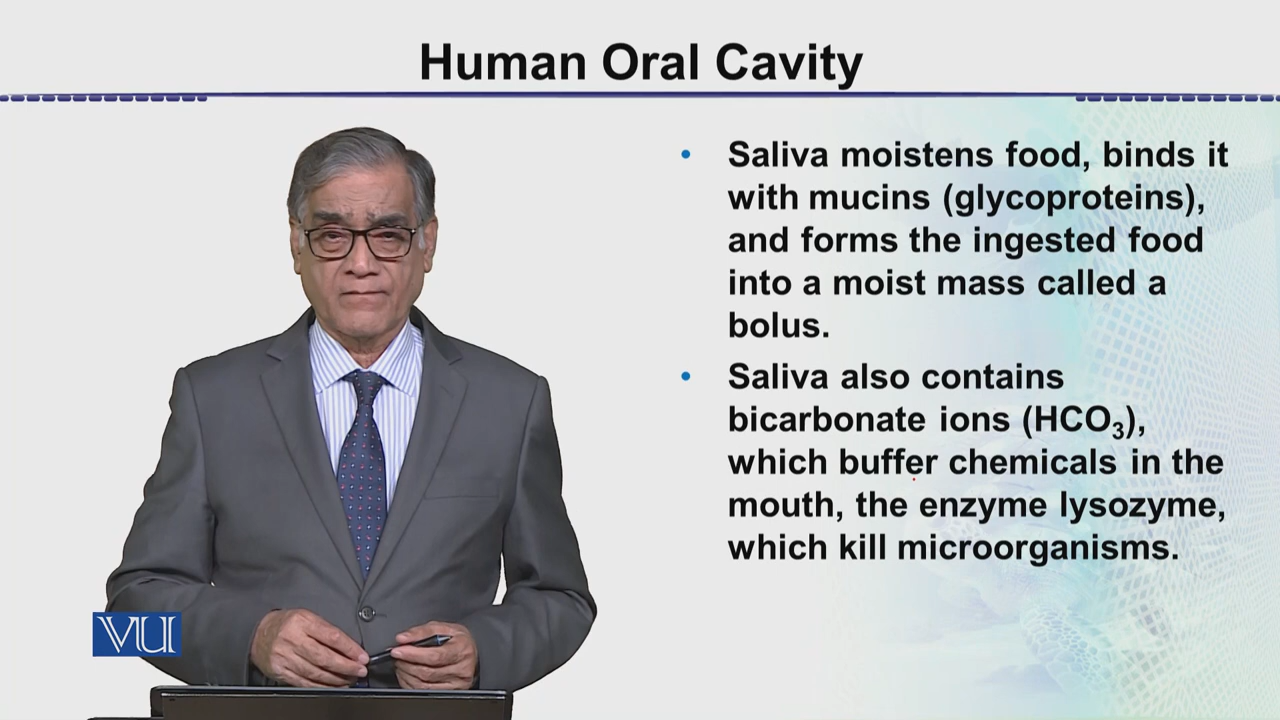 Human Oral Cavity
• Saliva moistens food, binds it
with mucins (glycoproteins),
and forms the ingested food
into a moist mass called a
bolus.
• Saliva also contains
bicarbonate ions (HCO₃),
which buffer chemicals in the
mouth, the enzyme lysozyme,
which kill microorganisms.
VU